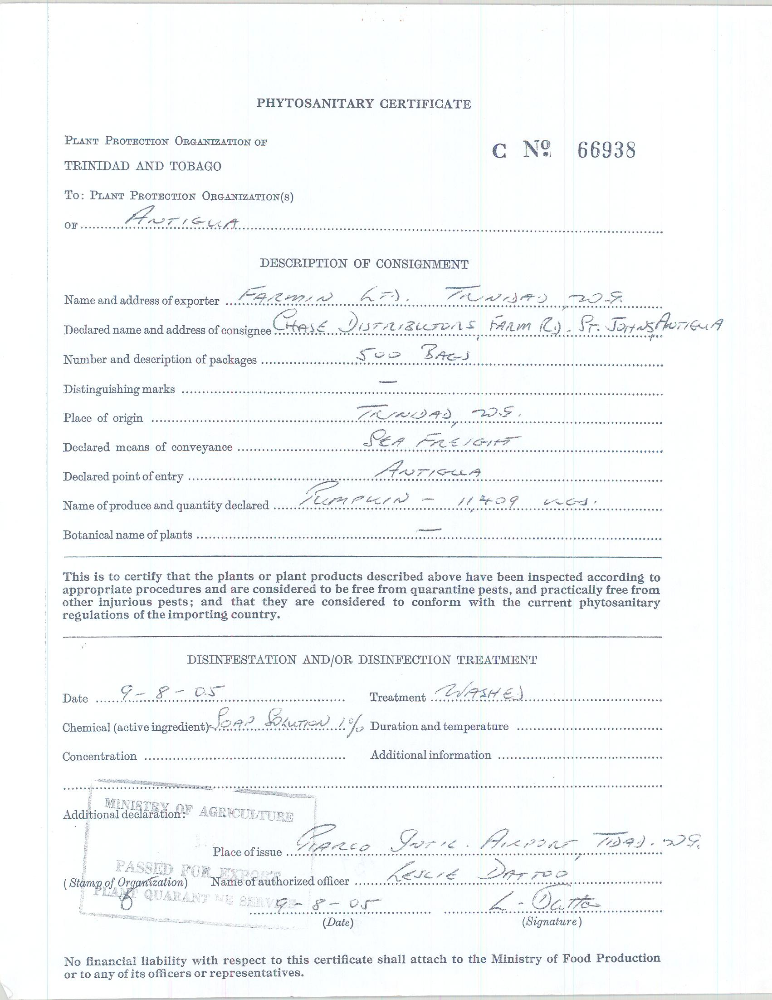 PHYTOSANITARY CERTIFICATE
PLANT PROTECTION ORGANIZATION OF
C No. 66938
TRINIDAD AND TOBAGO
TO: PLANT PROTECTION ORGANIZATION(S)
OF ANTIGUA
DESCRIPTION OF CONSIGNMENT
Name and address of exporter FARMIN LTD. TRINIDAD, W.I.
Declared name and address of consignee CHASE DISTRIBUTORS, FARM RD. ST. JOHNS, ANTIGUA
Number and description of packages 500 BAGS
Distinguishing marks —
Place of origin TRINIDAD, W.I.
Declared means of conveyance SEA FREIGHT
Declared point of entry ANTIGUA
Name of produce and quantity declared PUMPKIN - 11,409 KGS.
Botanical name of plants —
This is to certify that the plants or plant products described above have been inspected according to
appropriate procedures and are considered to be free from quarantine pests, and practically free from
other injurious pests; and that they are considered to conform with the current phytosanitary
regulations of the importing country.
DISINFESTATION AND/OR DISINFECTION TREATMENT
Date 9-8-05 Treatment WASHED
Chemical (active ingredient) SOAP SOLUTION 1% Duration and temperature
Concentration Additional information
MINISTRY OF AGRICULTURE
Additional declaration:
Place of issue PIARCO INT'L. AIRPORT, T'DAD. W.I.
PASSED FOR EXPORT
(Stamp of Organization) Name of authorized officer LESLIE DATTOO
PLANT QUARANTINE SERVICE
9-8-05 L. Dattoo
(Date) (Signature)
No financial liability with respect to this certificate shall attach to the Ministry of Food Production
or to any of its officers or representatives.